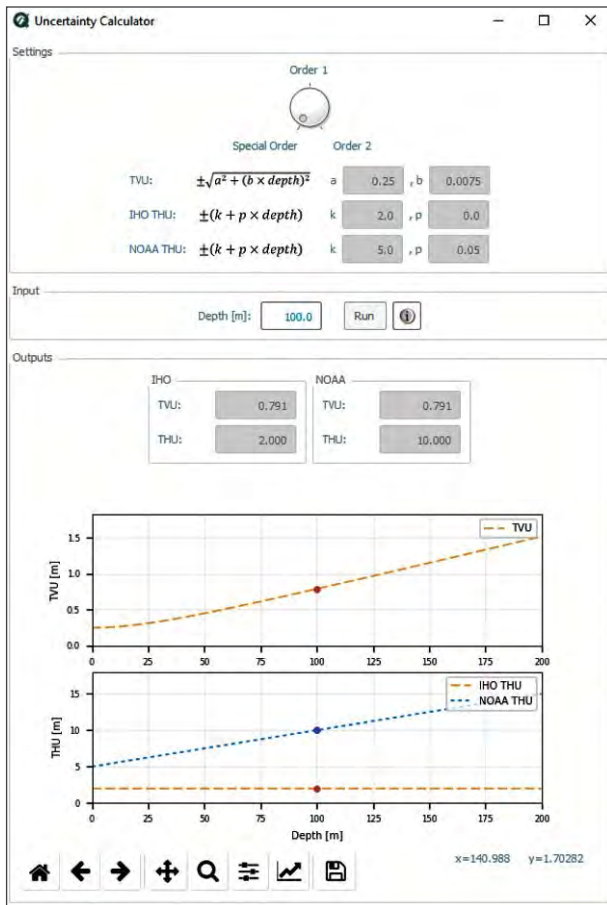 Uncertainty Calculator
Settings
Order 1
Special Order Order 2
TVU: ±√a² + (b × depth)² a 0.25 , b 0.0075
IHO THU: ±(k + p × depth) k 2.0 , p 0.0
NOAA THU: ±(k + p × depth) k 5.0 , p 0.05
Input
Depth [m]: 100.0 Run
Outputs
IHO NOAA
TVU: 0.791 TVU: 0.791
THU: 2.000 THU: 10.000
TVU
TVU [m]
1.5
1.0
0.5
0.0
0 25 50 75 100 125 150 175 200
IHO THU
NOAA THU
THU [m]
15
10
5
0
0 25 50 75 100 125 150 175 200
Depth [m]
x=140.988 y=1.70282